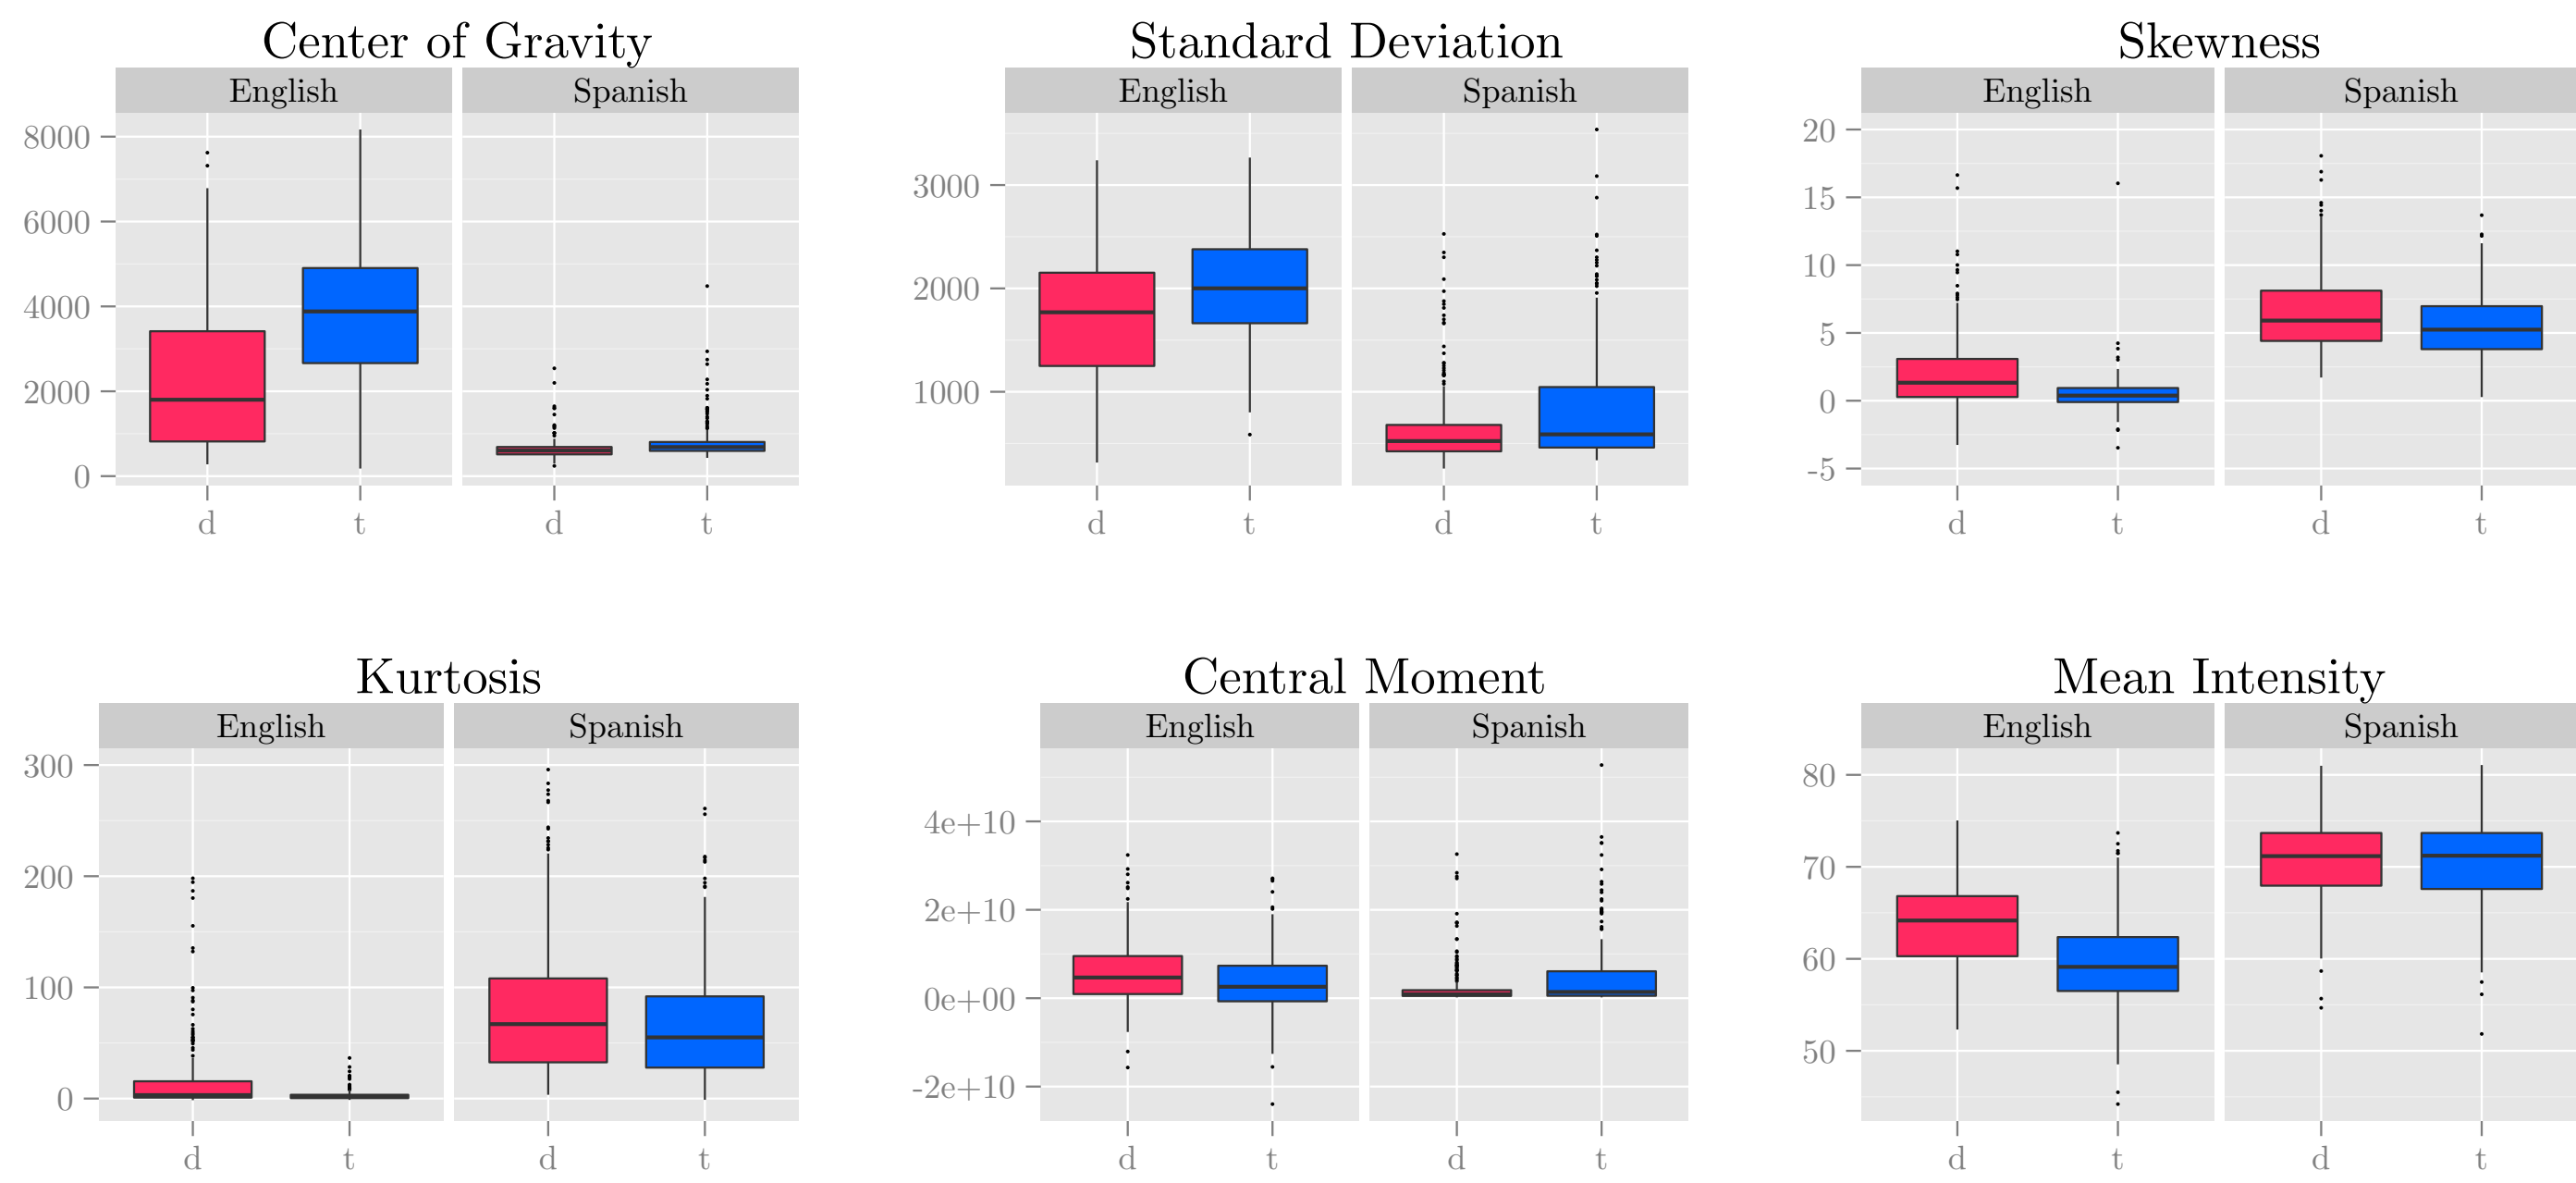 Center of Gravity
English Spanish
8000
6000
4000
2000
0
d t d t
Standard Deviation
English Spanish
3000
2000
1000
d t d t
Skewness
English Spanish
20
15
10
5
0
-5
d t d t
Kurtosis
English Spanish
300
200
100
0
d t d t
Central Moment
English Spanish
4e+10
2e+10
0e+00
-2e+10
d t d t
Mean Intensity
English Spanish
80
70
60
50
d t d t